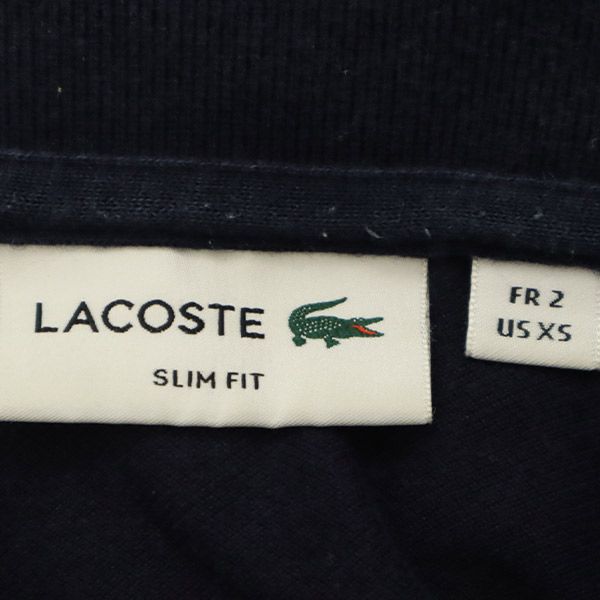 LACOSTE
SLIM FIT
FR 2
US XS